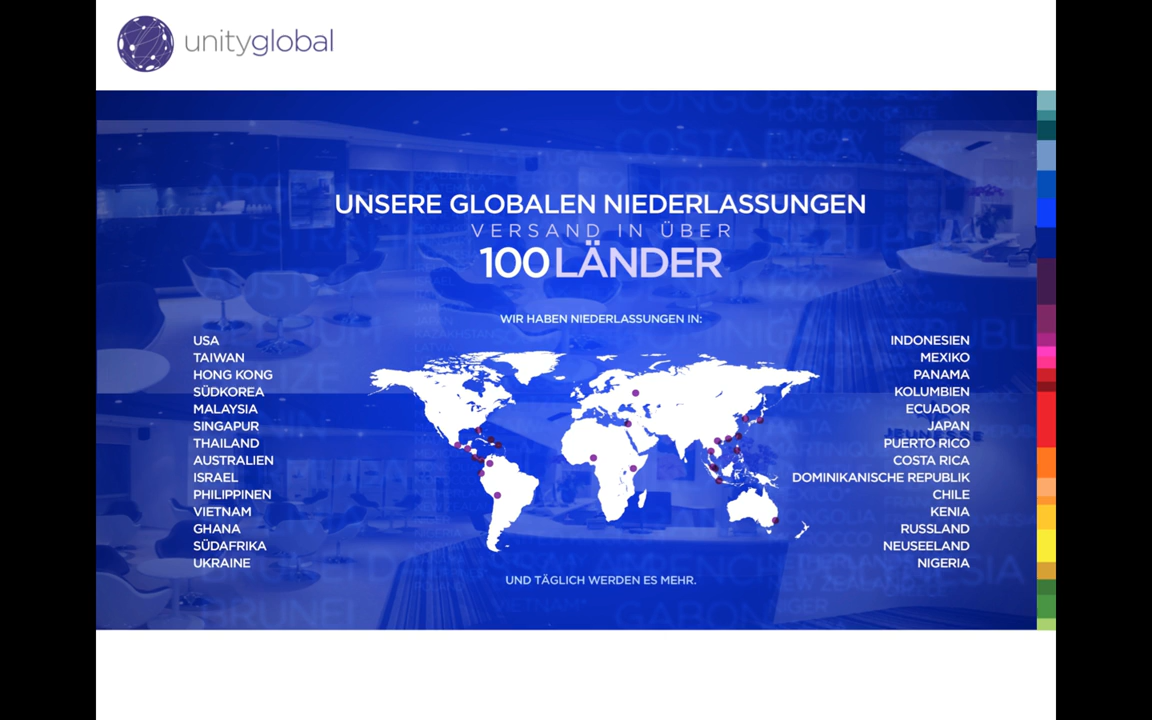 unityglobal
UNSERE GLOBALEN NIEDERLASSUNGEN
VERSAND IN ÜBER
100 LÄNDER
WIR HABEN NIEDERLASSUNGEN IN:
USA
TAIWAN
HONG KONG
SÜDKOREA
MALAYSIA
SINGAPUR
THAILAND
AUSTRALIEN
ISRAEL
PHILIPPINEN
VIETNAM
GHANA
SÜDAFRIKA
UKRAINE
INDONESIEN
MEXIKO
PANAMA
KOLUMBIEN
ECUADOR
JAPAN
PUERTO RICO
COSTA RICA
DOMINIKANISCHE REPUBLIK
CHILE
KENIA
RUSSLAND
NEUSEELAND
NIGERIA
UND TÄGLICH WERDEN ES MEHR.